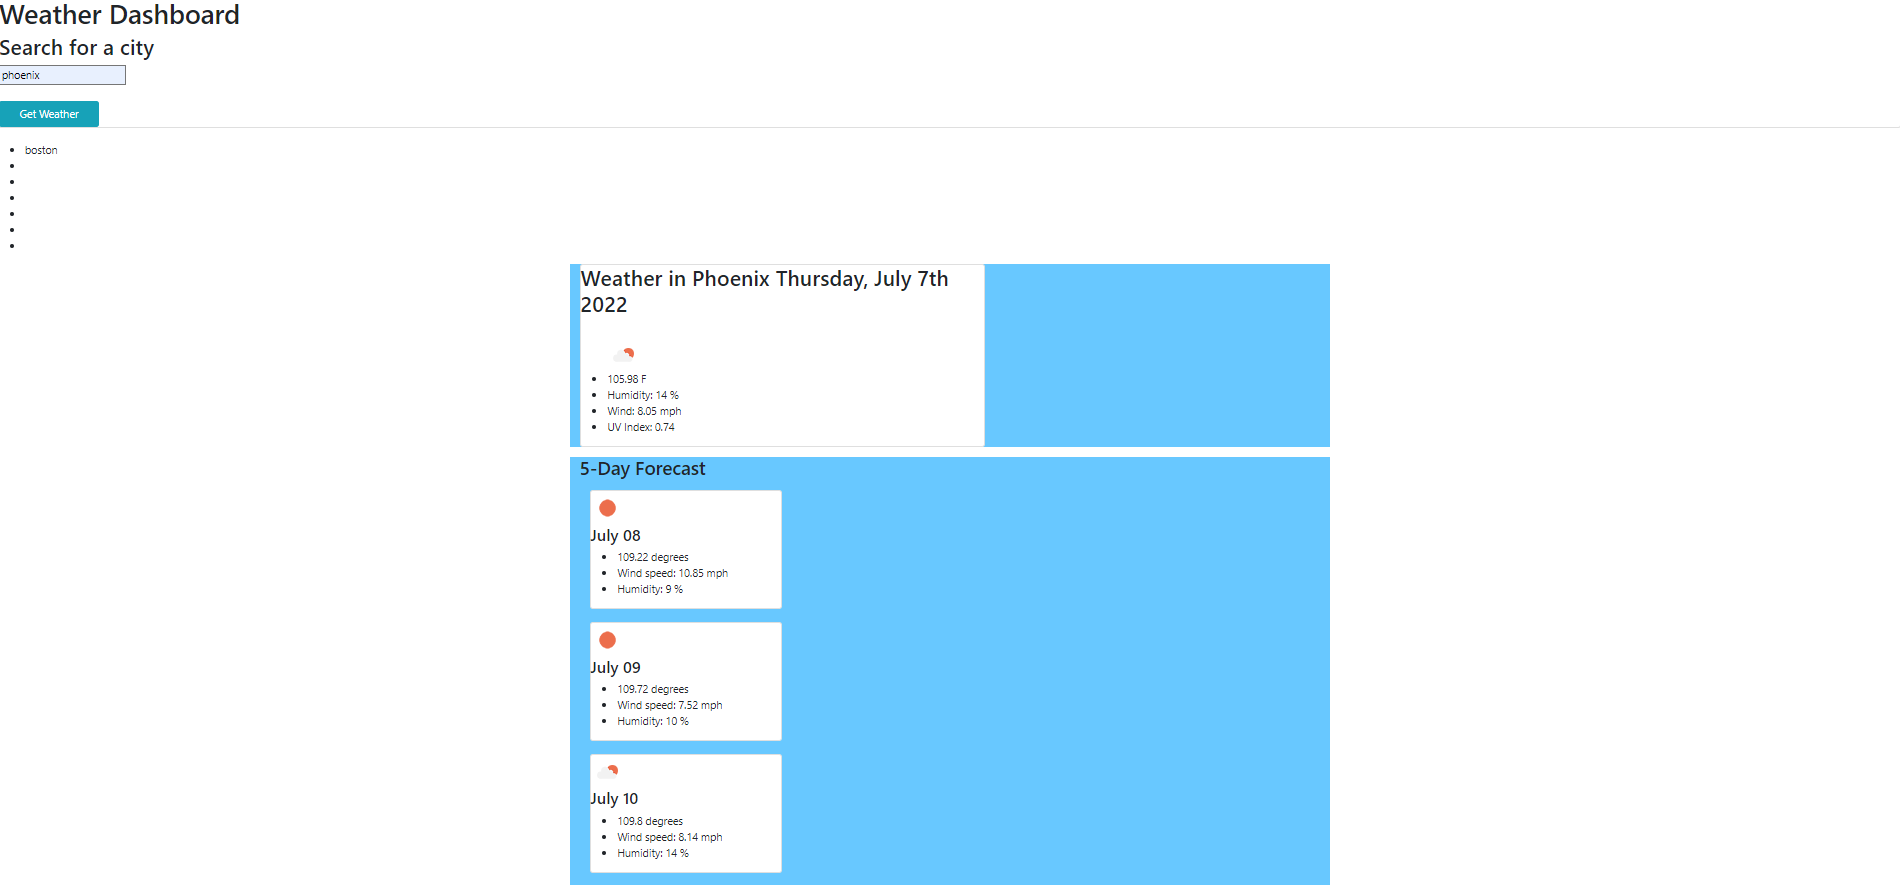 Weather Dashboard
Search for a city
phoenix
Get Weather
boston
Weather in Phoenix Thursday, July 7th
2022
105.98 F
Humidity: 14 %
Wind: 8.05 mph
UV Index: 0.74
5-Day Forecast
July 08
109.22 degrees
Wind speed: 10.85 mph
Humidity: 9 %
July 09
109.72 degrees
Wind speed: 7.52 mph
Humidity: 10 %
July 10
109.8 degrees
Wind speed: 8.14 mph
Humidity: 14 %